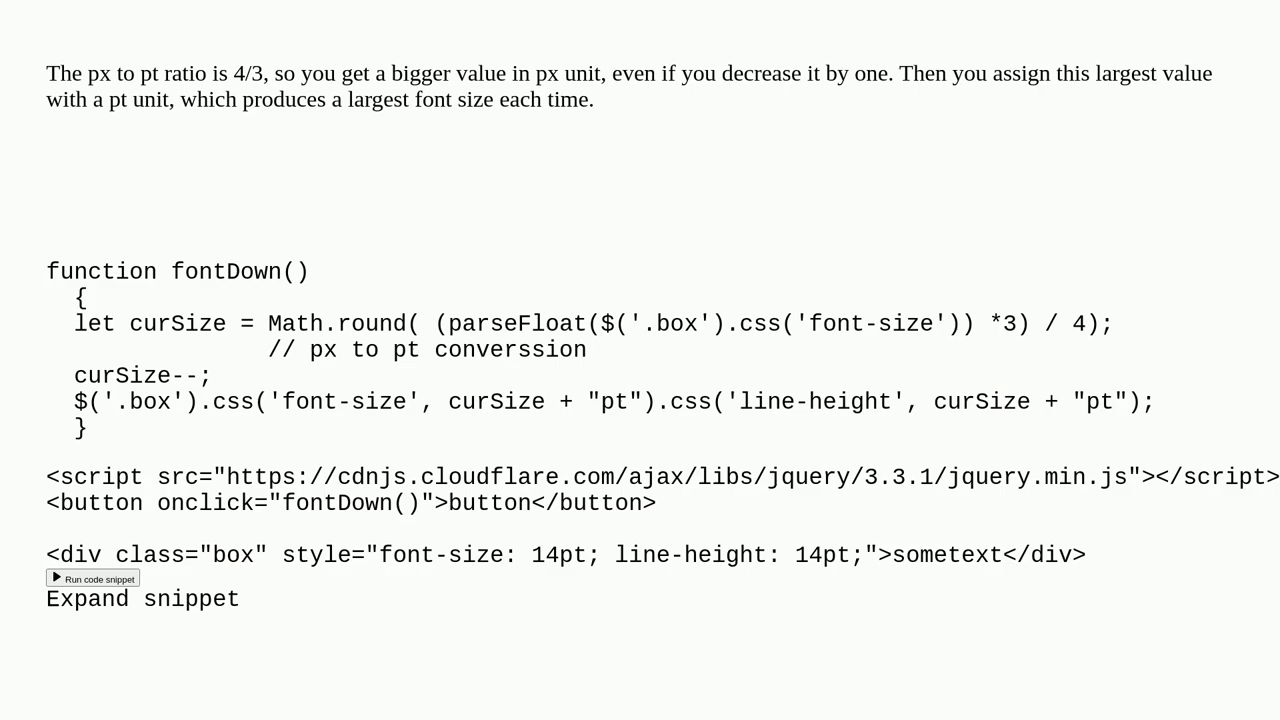 The px to pt ratio is 4/3, so you get a bigger value in px unit, even if you decrease it by one. Then you assign this largest value
with a pt unit, which produces a largest font size each time.
function fontDown()
  {
  let curSize = Math.round( (parseFloat($('.box').css('font-size')) *3) / 4);
                // px to pt converssion
  curSize--;
  $('.box').css('font-size', curSize + "pt").css('line-height', curSize + "pt");
  }
<script src="https://cdnjs.cloudflare.com/ajax/libs/jquery/3.3.1/jquery.min.js"></script>
<button onclick="fontDown()">button</button>
<div class="box" style="font-size: 14pt; line-height: 14pt;">sometext</div>
Run code snippet
Expand snippet